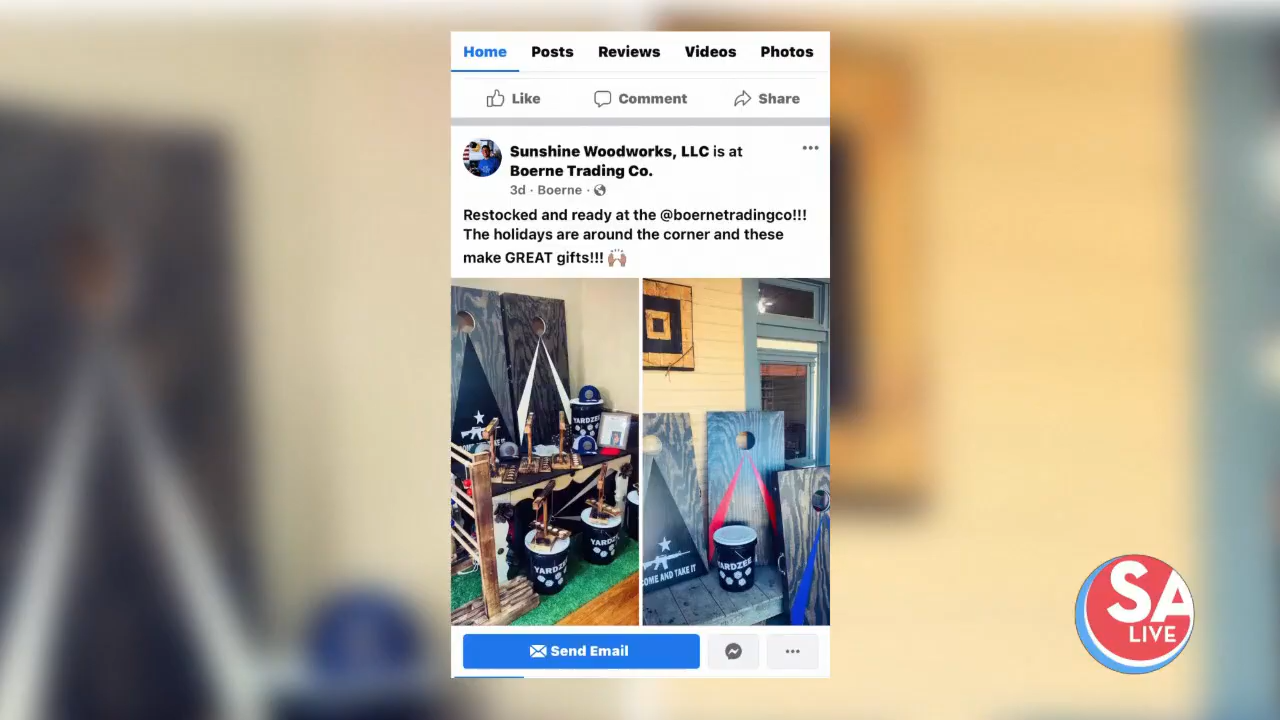 Home Posts Reviews Videos Photos
Like Comment Share
Sunshine Woodworks, LLC is at
Boerne Trading Co.
3d · Boerne ·
Restocked and ready at the @boernetradingco!!!
The holidays are around the corner and these
make GREAT gifts!!!
YARDZEE
YARDZEE
YARDZEE
COME AND TAKE IT
YARDZEE
Send Email
SA
LIVE